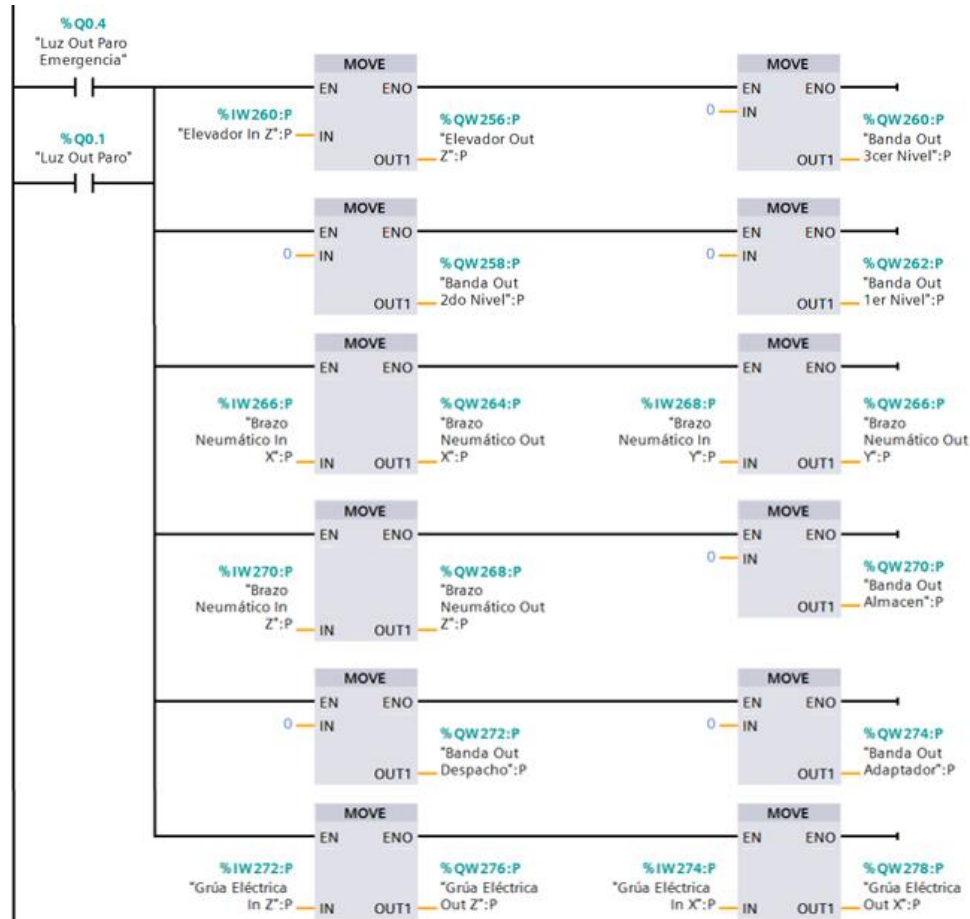 %Q0.4
"Luz Out Paro
Emergencia"
MOVE
EN ENO
%IW260:P
"Elevador In Z":P
IN
%QW256:P
"Elevador Out
OUT1
Z":P
MOVE
EN ENO
0
IN
%QW260:P
"Banda Out
OUT1
3cer Nivel":P
%Q0.1
"Luz Out Paro"
MOVE
EN ENO
0
IN
%QW258:P
"Banda Out
OUT1
2do Nivel":P
MOVE
EN ENO
0
IN
%QW262:P
"Banda Out
OUT1
1er Nivel":P
MOVE
EN ENO
%IW266:P
"Brazo
Neumático In
X":P
IN OUT1
%QW264:P
"Brazo
Neumático Out
X":P
MOVE
EN ENO
%IW268:P
"Brazo
Neumático In
Y":P
IN OUT1
%QW266:P
"Brazo
Neumático Out
Y":P
MOVE
EN ENO
%IW270:P
"Brazo
Neumático In
Z":P
IN OUT1
%QW268:P
"Brazo
Neumático Out
Z":P
MOVE
EN ENO
0
IN
%QW270:P
"Banda Out
OUT1
Almacen":P
MOVE
EN ENO
0
IN
%QW272:P
"Banda Out
OUT1
Despacho":P
MOVE
EN ENO
0
IN
%QW274:P
"Banda Out
OUT1
Adaptador":P
MOVE
EN ENO
%IW272:P
"Grúa Eléctrica
In Z":P
IN OUT1
%QW276:P
"Grúa Eléctrica
Out Z":P
MOVE
EN ENO
%IW274:P
"Grúa Eléctrica
In X":P
IN OUT1
%QW278:P
"Grúa Eléctrica
Out X":P